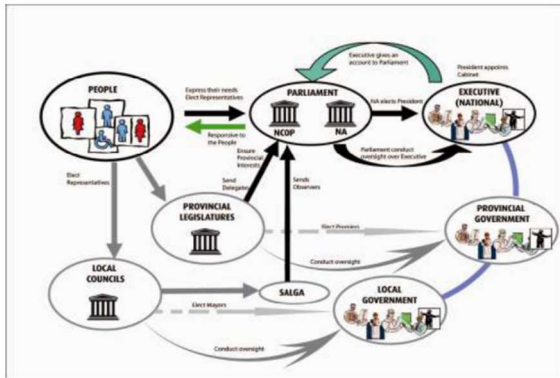 Executive gives an
account to Parliament
President appoints
Cabinet
PEOPLE
Express their needs
Elect Representatives
PARLIAMENT
NCOP
NA
NA elects President
EXECUTIVE
(NATIONAL)
Responsive to
the People
Ensure
Provincial
Interests
Parliament conduct
oversight over Executive
Elect
Representatives
Send
Delegates
Sends
Observers
PROVINCIAL
LEGISLATURES
Elect Premiers
PROVINCIAL
GOVERNMENT
Conduct oversight
LOCAL
COUNCILS
SALGA
Elect Mayors
LOCAL
GOVERNMENT
Conduct oversight